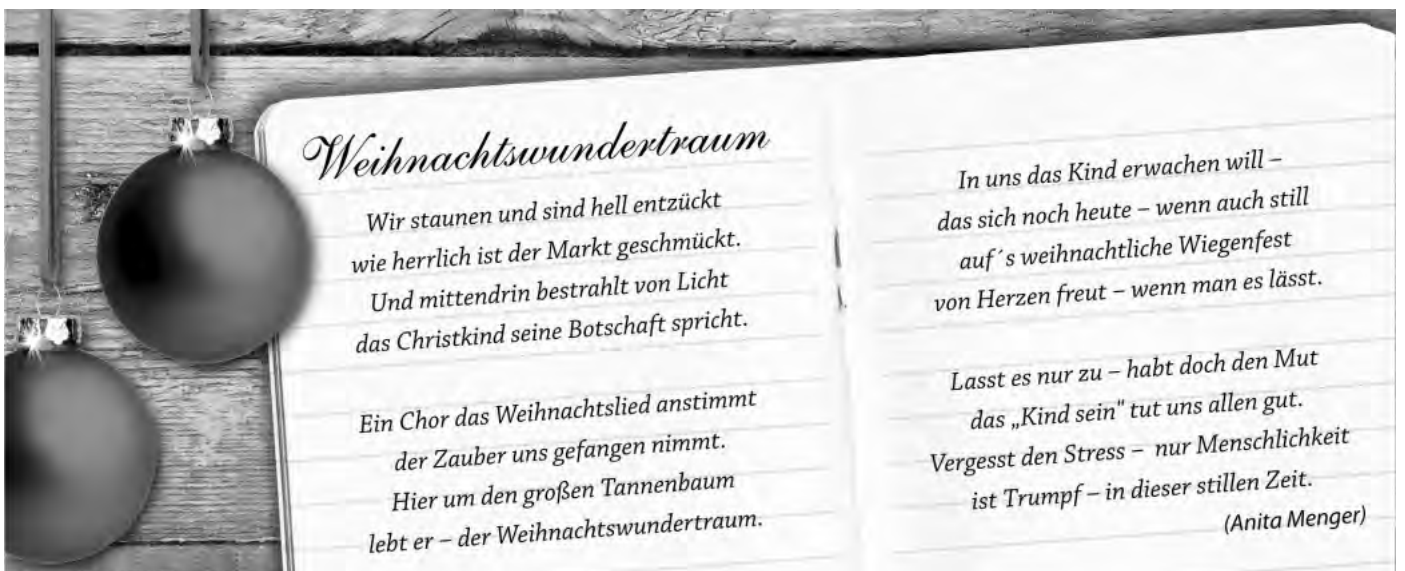 Weihnachtswundertraum
Wir staunen und sind hell entzückt
wie herrlich ist der Markt geschmückt.
Und mittendrin bestrahlt von Licht
das Christkind seine Botschaft spricht.
Ein Chor das Weihnachtslied anstimmt
der Zauber uns gefangen nimmt.
Hier um den großen Tannenbaum
lebt er – der Weihnachtswundertraum.
In uns das Kind erwachen will –
das sich noch heute – wenn auch still
auf´s weihnachtliche Wiegenfest
von Herzen freut – wenn man es lässt.
Lasst es nur zu – habt doch den Mut
das „Kind sein" tut uns allen gut.
Vergesst den Stress – nur Menschlichkeit
ist Trumpf – in dieser stillen Zeit.
(Anita Menger)